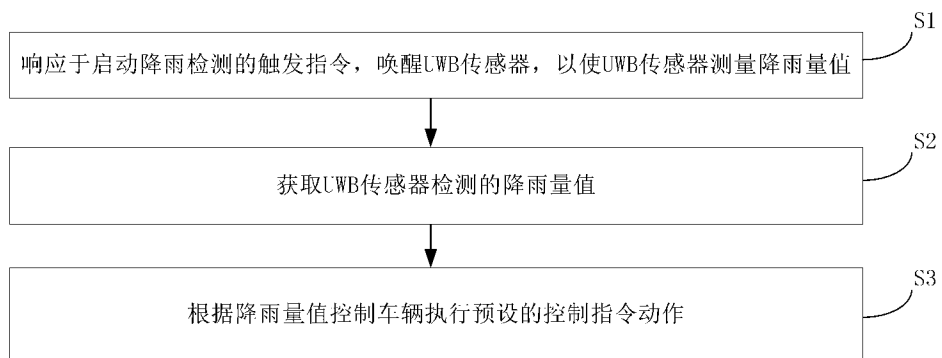 S1
响应于启动降雨检测的触发指令，唤醒UWB传感器，以使UWB传感器测量降雨量值
S2
获取UWB传感器检测的降雨量值
S3
根据降雨量值控制车辆执行预设的控制指令动作